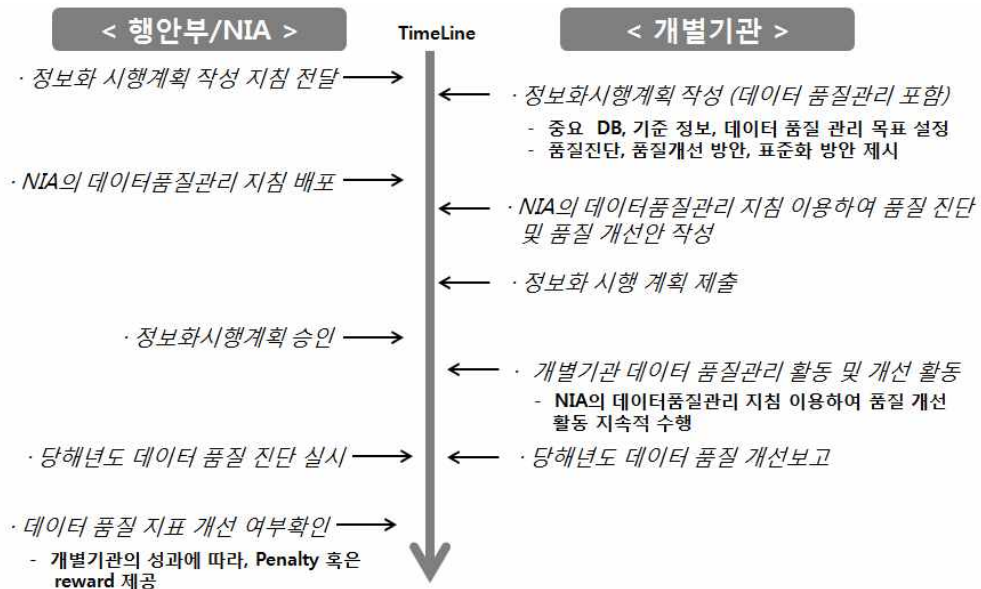 < 행안부/NIA >
TimeLine
< 개별기관 >
· 정보화 시행계획 작성 지침 전달
· 정보화시행계획 작성 (데이터 품질관리 포함)
- 중요 DB, 기준 정보, 데이터 품질 관리 목표 설정
- 품질진단, 품질개선 방안, 표준화 방안 제시
· NIA의 데이터품질관리 지침 배포
· NIA의 데이터품질관리 지침 이용하여 품질 진단
및 품질 개선안 작성
· 정보화 시행 계획 제출
· 정보화시행계획 승인
· 개별기관 데이터 품질관리 활동 및 개선 활동
- NIA의 데이터품질관리 지침 이용하여 품질 개선
활동 지속적 수행
· 당해년도 데이터 품질 진단 실시
· 당해년도 데이터 품질 개선보고
· 데이터 품질 지표 개선 여부확인
- 개별기관의 성과에 따라, Penalty 혹은
reward 제공